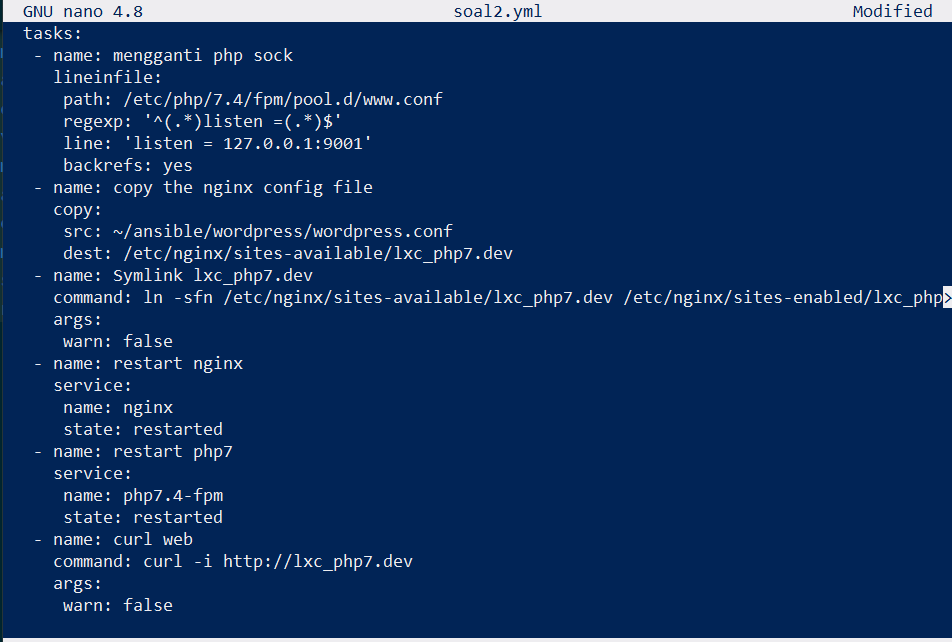 GNU nano 4.8 soal2.yml Modified
tasks:
- name: mengganti php sock
lineinfile:
path: /etc/php/7.4/fpm/pool.d/www.conf
regexp: '^(.*)listen =(.*)$'
line: 'listen = 127.0.0.1:9001'
backrefs: yes
- name: copy the nginx config file
copy:
src: ~/ansible/wordpress/wordpress.conf
dest: /etc/nginx/sites-available/lxc_php7.dev
- name: Symlink lxc_php7.dev
command: ln -sfn /etc/nginx/sites-available/lxc_php7.dev /etc/nginx/sites-enabled/lxc_php>
args:
warn: false
- name: restart nginx
service:
name: nginx
state: restarted
- name: restart php7
service:
name: php7.4-fpm
state: restarted
- name: curl web
command: curl -i http://lxc_php7.dev
args:
warn: false